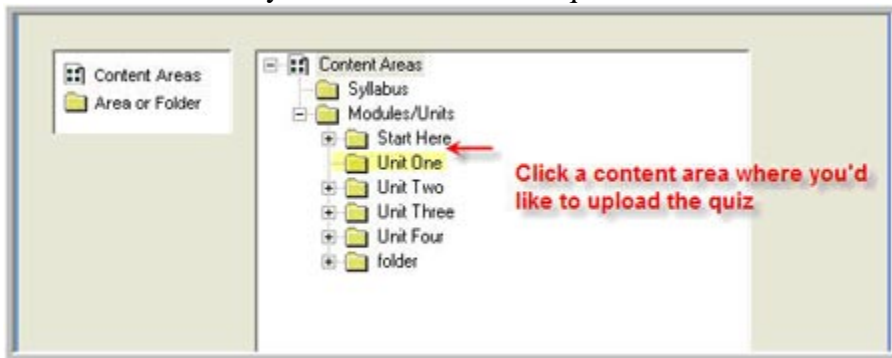 Content Areas
Area or Folder
Content Areas
Syllabus
Modules/Units
Start Here
Unit One
Unit Two
Unit Three
Unit Four
folder
Click a content area where you'd
like to upload the quiz